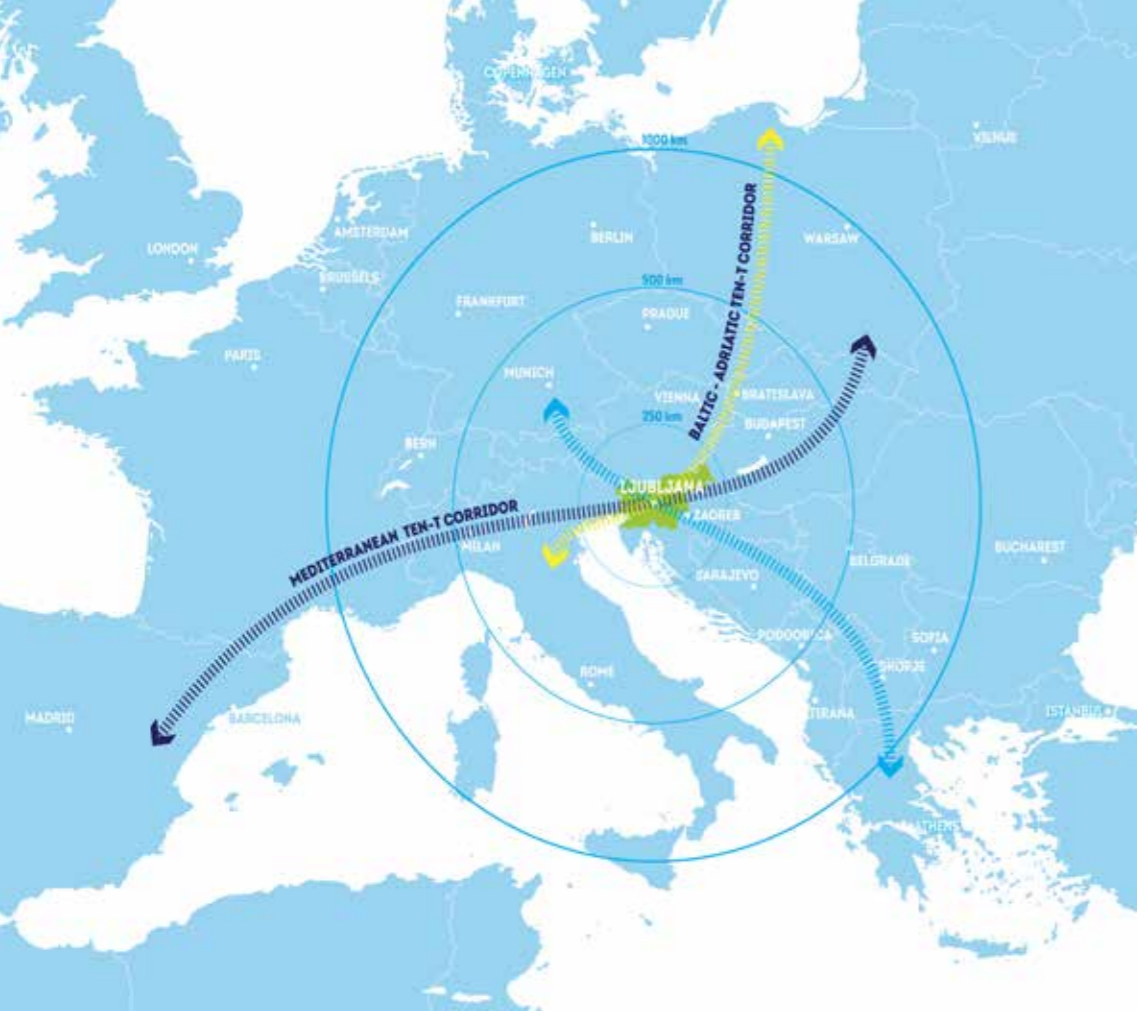 COPENHAGEN
VILNIUS
1000 km
AMSTERDAM
BERLIN
WARSAW
LONDON
BRUSSELS
BALTIC - ADRIATIC TEN-T CORRIDOR
500 km
FRANKFURT
PRAGUE
PARIS
MUNICH
VIENNA
BRATISLAVA
250 km
BUDAPEST
BERN
LJUBLJANA
MEDITERRANEAN TEN-T CORRIDOR
ZAGREB
MILAN
BELGRADE
BUCHAREST
SARAJEVO
PODGORICA
SOFIA
SKOPJE
ROME
MADRID
BARCELONA
TIRANA
ISTANBUL
ATHENS